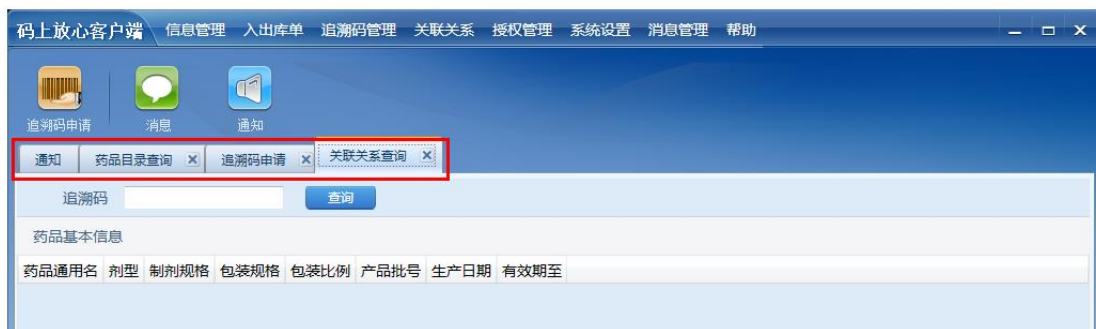 码上放心客户端 信息管理 入出库单 追溯码管理 关联关系 授权管理 系统设置 消息管理 帮助
追溯码申请 消息 通知
通知 药品目录查询 追溯码申请 关联关系查询
追溯码 查询
药品基本信息
药品通用名 剂型 制剂规格 包装规格 包装比例 产品批号 生产日期 有效期至